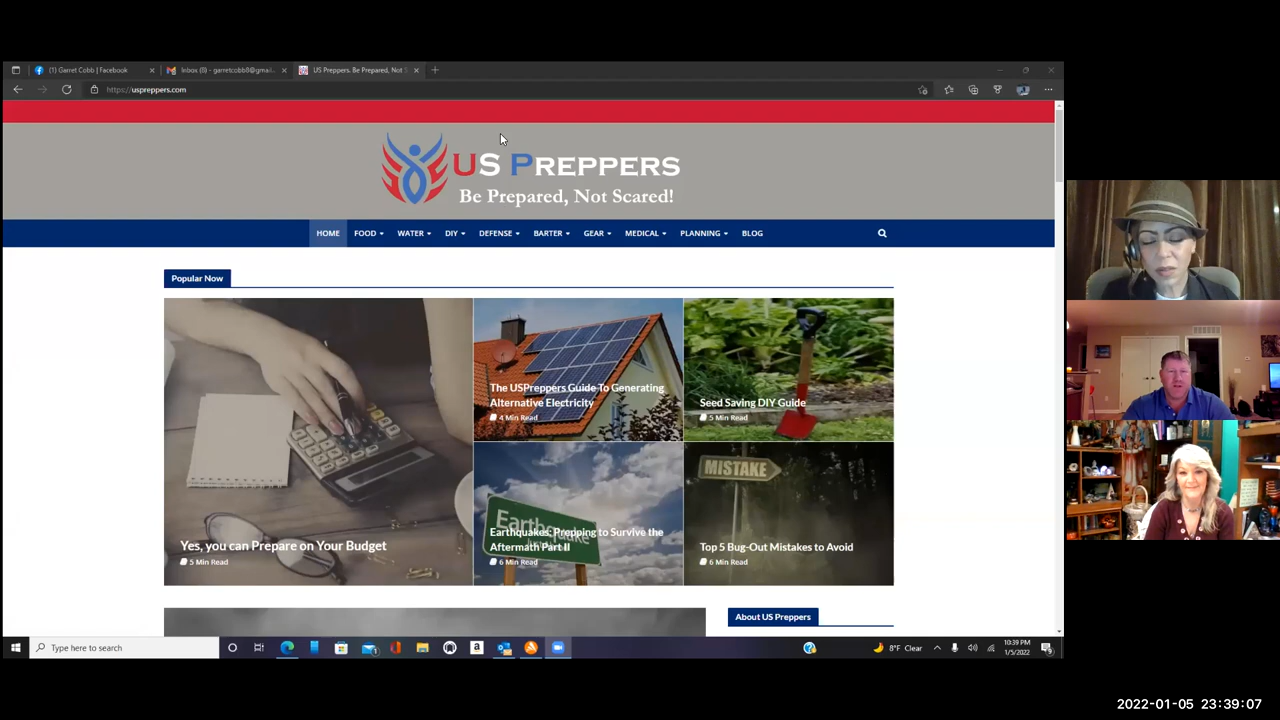 (1) Garret Cobb | Facebook
Inbox (8) - garretcobb8@gmai...
US Preppers. Be Prepared, Not S
https://uspreppers.com
US PREPPERS
Be Prepared, Not Scared!
HOME FOOD WATER DIY DEFENSE BARTER GEAR MEDICAL PLANNING BLOG
Popular Now
Yes, you can Prepare on Your Budget
5 Min Read
The USPreppers Guide To Generating
Alternative Electricity
4 Min Read
Seed Saving DIY Guide
5 Min Read
Earthquake
Earthquakes: Prepping to Survive the
Aftermath Part II
6 Min Read
MISTAKE
Top 5 Bug-Out Mistakes to Avoid
6 Min Read
About US Preppers
Type here to search
8°F Clear
10:39 PM
1/5/2022
2022-01-05 23:39:07